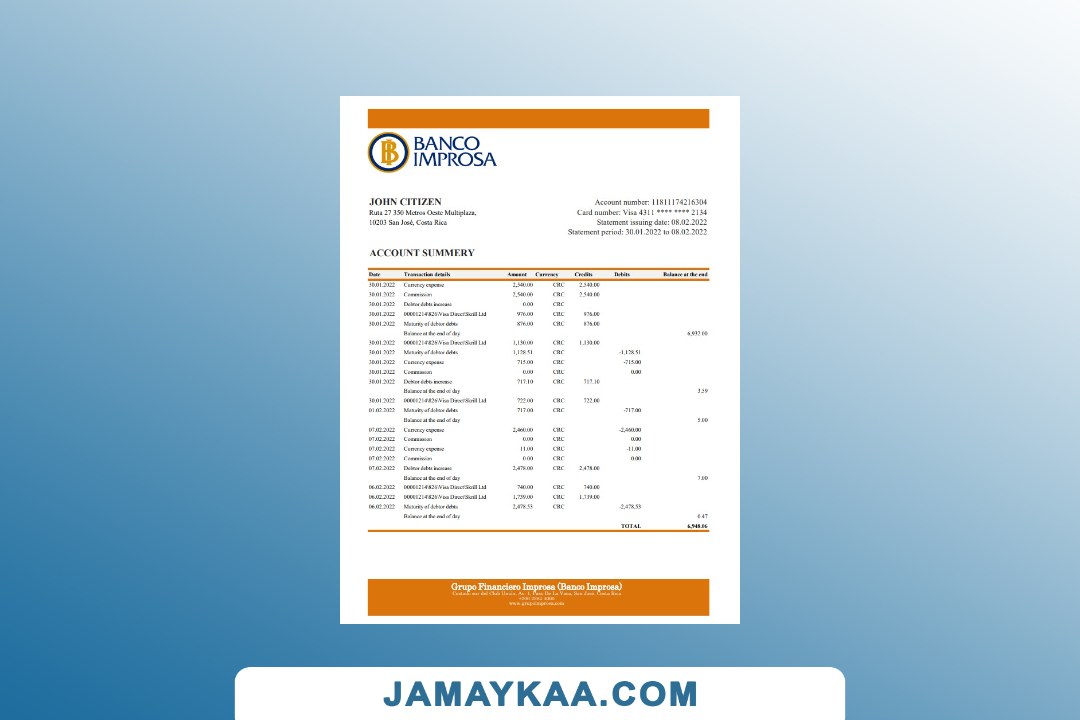 BANCO
IMPROSA
JOHN CITIZEN
Ruta 27 350 Metros Oeste Multiplaza,
10203 San José, Costa Rica
Account number: 11811174216304
Card number: Visa 4311 **** **** 2134
Statement issuing date: 08.02.2022
Statement period: 30.01.2022 to 08.02.2022
ACCOUNT SUMMERY
Date Transaction details Amount Currency Credits Debits Balance at the end
30.01.2022 Currency expense 2,540.00 CRC 2,540.00
30.01.2022 Commission 2,540.00 CRC 2,540.00
30.01.2022 Debtor debts increase 0.00 CRC
30.01.2022 00001214\826\Visa Direct\Skrill Ltd 976.00 CRC 976.00
30.01.2022 Maturity of debtor debts 876.00 CRC 876.00
Balance at the end of day 6,932.00
30.01.2022 00001214\826\Visa Direct\Skrill Ltd 1,130.00 CRC 1,130.00
30.01.2022 Maturity of debtor debts 1,128.51 CRC -1,128.51
30.01.2022 Currency expense 715.00 CRC -715.00
30.01.2022 Commission 0.00 CRC 0.00
30.01.2022 Debtor debts increase 717.10 CRC 717.10
Balance at the end of day 3.59
30.01.2022 00001214\826\Visa Direct\Skrill Ltd 722.00 CRC 722.00
01.02.2022 Maturity of debtor debts 717.00 CRC -717.00
Balance at the end of day 5.00
07.02.2022 Currency expense 2,460.00 CRC -2,460.00
07.02.2022 Commission 0.00 CRC 0.00
07.02.2022 Currency expense 11.00 CRC -11.00
07.02.2022 Commission 0.00 CRC 0.00
07.02.2022 Debtor debts increase 2,478.00 CRC 2,478.00
Balance at the end of day 7.00
06.02.2022 00001214\826\Visa Direct\Skrill Ltd 740.00 CRC 740.00
06.02.2022 00001214\826\Visa Direct\Skrill Ltd 1,739.00 CRC 1,739.00
06.02.2022 Maturity of debtor debts 2,478.53 CRC -2,478.53
Balance at the end of day 0.47
TOTAL 6,948.06
Grupo Financiero Improsa (Banco Improsa)
www.grupoimprosa.com
JAMAYKAA.COM